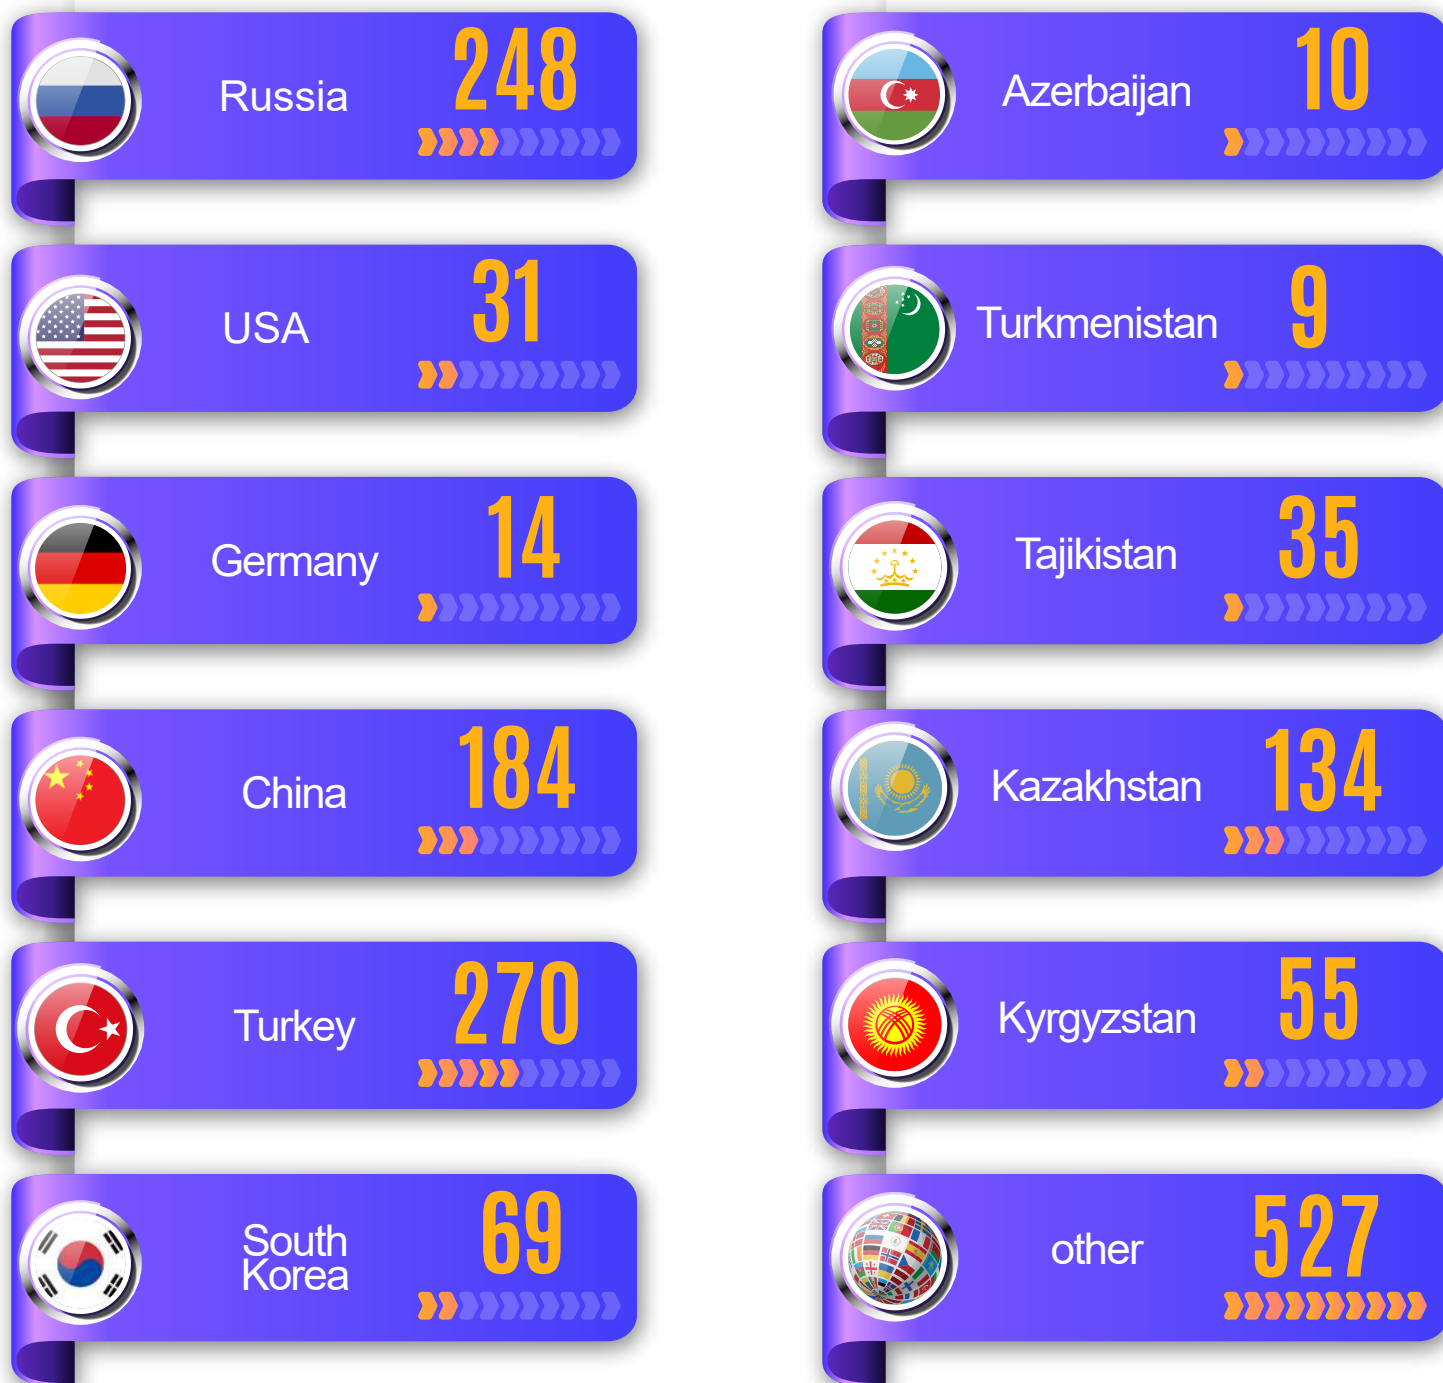 Russia
248
USA
31
Germany
14
China
184
Turkey
270
South
Korea
69
Azerbaijan
10
Turkmenistan
9
Tajikistan
35
Kazakhstan
134
Kyrgyzstan
55
other
527